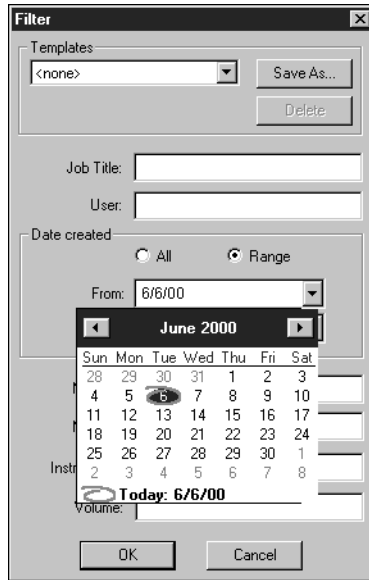 Filter
Templates
<none>
Save As...
Delete
Job Title:
User:
Date created
All Range
From: 6/6/00
June 2000
Sun Mon Tue Wed Thu Fri Sat
28 29 30 31 1 2 3
4 5 6 7 8 9 10
11 12 13 14 15 16 17
18 19 20 21 22 23 24
25 26 27 28 29 30 1
2 3 4 5 6 7 8
Today: 6/6/00
Volume:
OK Cancel